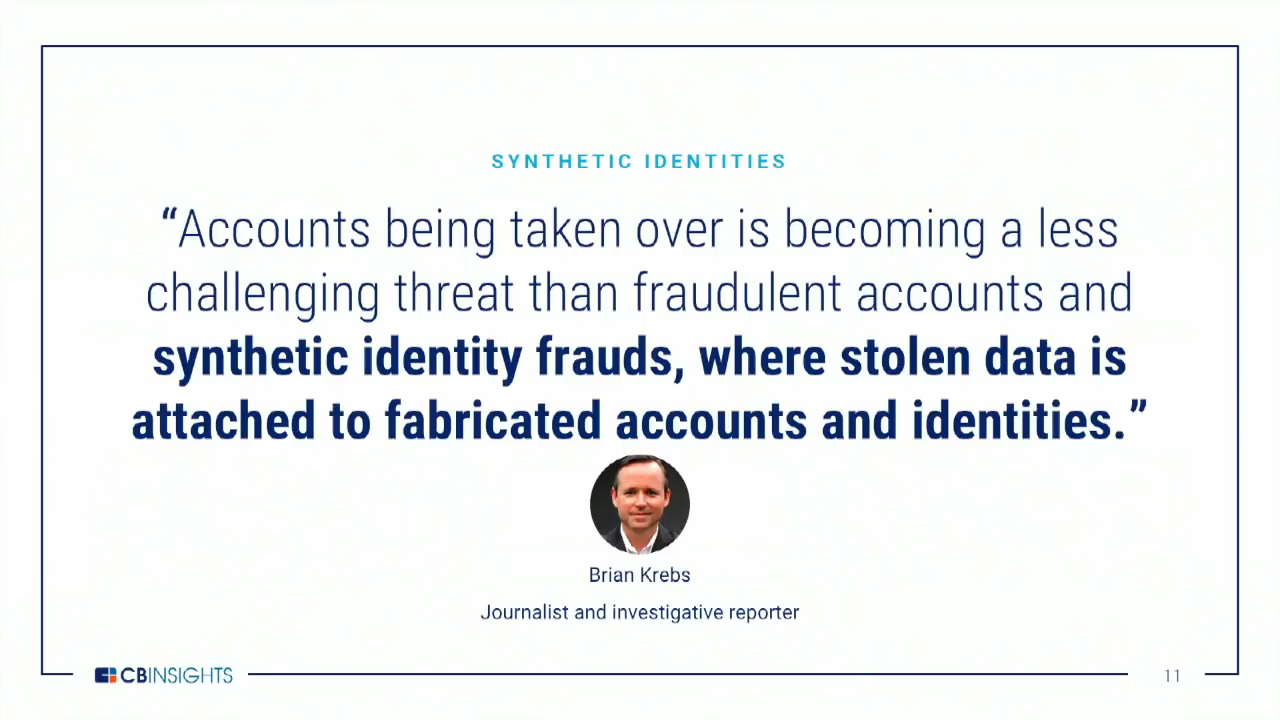 SYNTHETIC IDENTITIES
“Accounts being taken over is becoming a less
challenging threat than fraudulent accounts and
synthetic identity frauds, where stolen data is
attached to fabricated accounts and identities.”
Brian Krebs
Journalist and investigative reporter
CBINSIGHTS
11